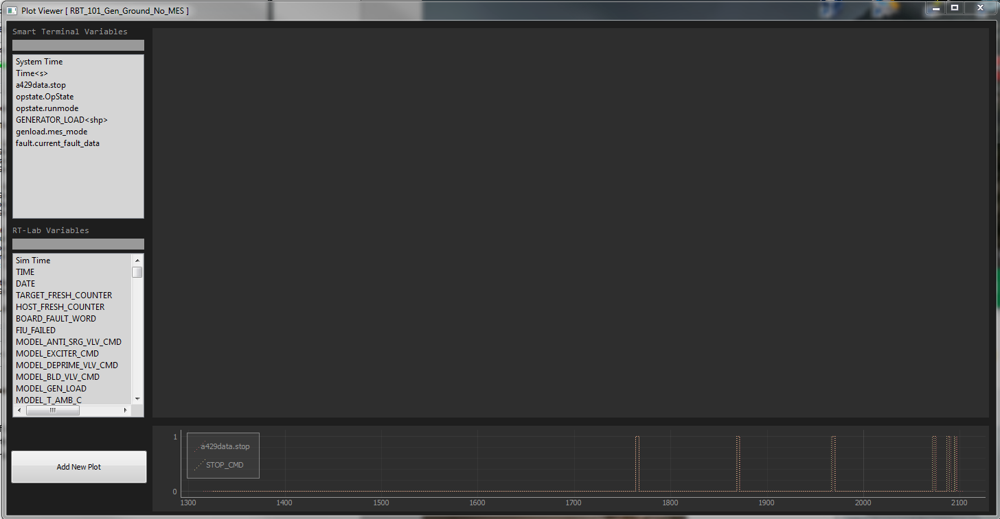 Plot Viewer [ RBT_101_Gen_Ground_No_MES ]
Smart Terminal Variables
System Time
Time<s>
a429data.stop
opstate.OpState
opstate.runmode
GENERATOR_LOAD<shp>
genload.mes_mode
fault.current_fault_data
RT-Lab Variables
Sim Time
TIME
DATE
TARGET_FRESH_COUNTER
HOST_FRESH_COUNTER
BOARD_FAULT_WORD
FIU_FAILED
MODEL_ANTI_SRG_VLV_CMD
MODEL_EXCITER_CMD
MODEL_DEPRIME_VLV_CMD
MODEL_BLD_VLV_CMD
MODEL_GEN_LOAD
MODEL_T_AMB_C
Add New Plot
1
a429data.stop
STOP_CMD
0
1300 1400 1500 1600 1700 1800 1900 2000 2100